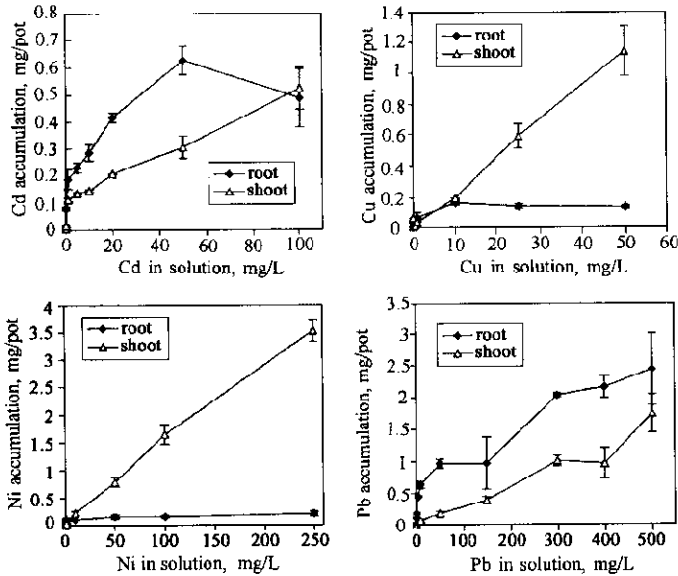 Cd accumulation, mg/pot
0.8
0.7
0.6
0.5
0.4
0.3
0.2
0.1
0
root
shoot
0 20 40 60 80 100
Cd in solution, mg/L
Cu accumulation, mg/pot
1.4
1.2
1
0.8
0.6
0.4
0.2
0
root
shoot
0 10 20 30 40 50 60
Cu in solution, mg/L
Ni accumulation, mg/pot
4
3.5
3
2.5
2
1.5
1
0.5
0
root
shoot
0 50 100 150 200 250
Ni in solution, mg/L
Pb accumulation, mg/pot
3.5
3
2.5
2
1.5
1
0.5
0
root
shoot
0 100 200 300 400 500
Pb in solution, mg/L